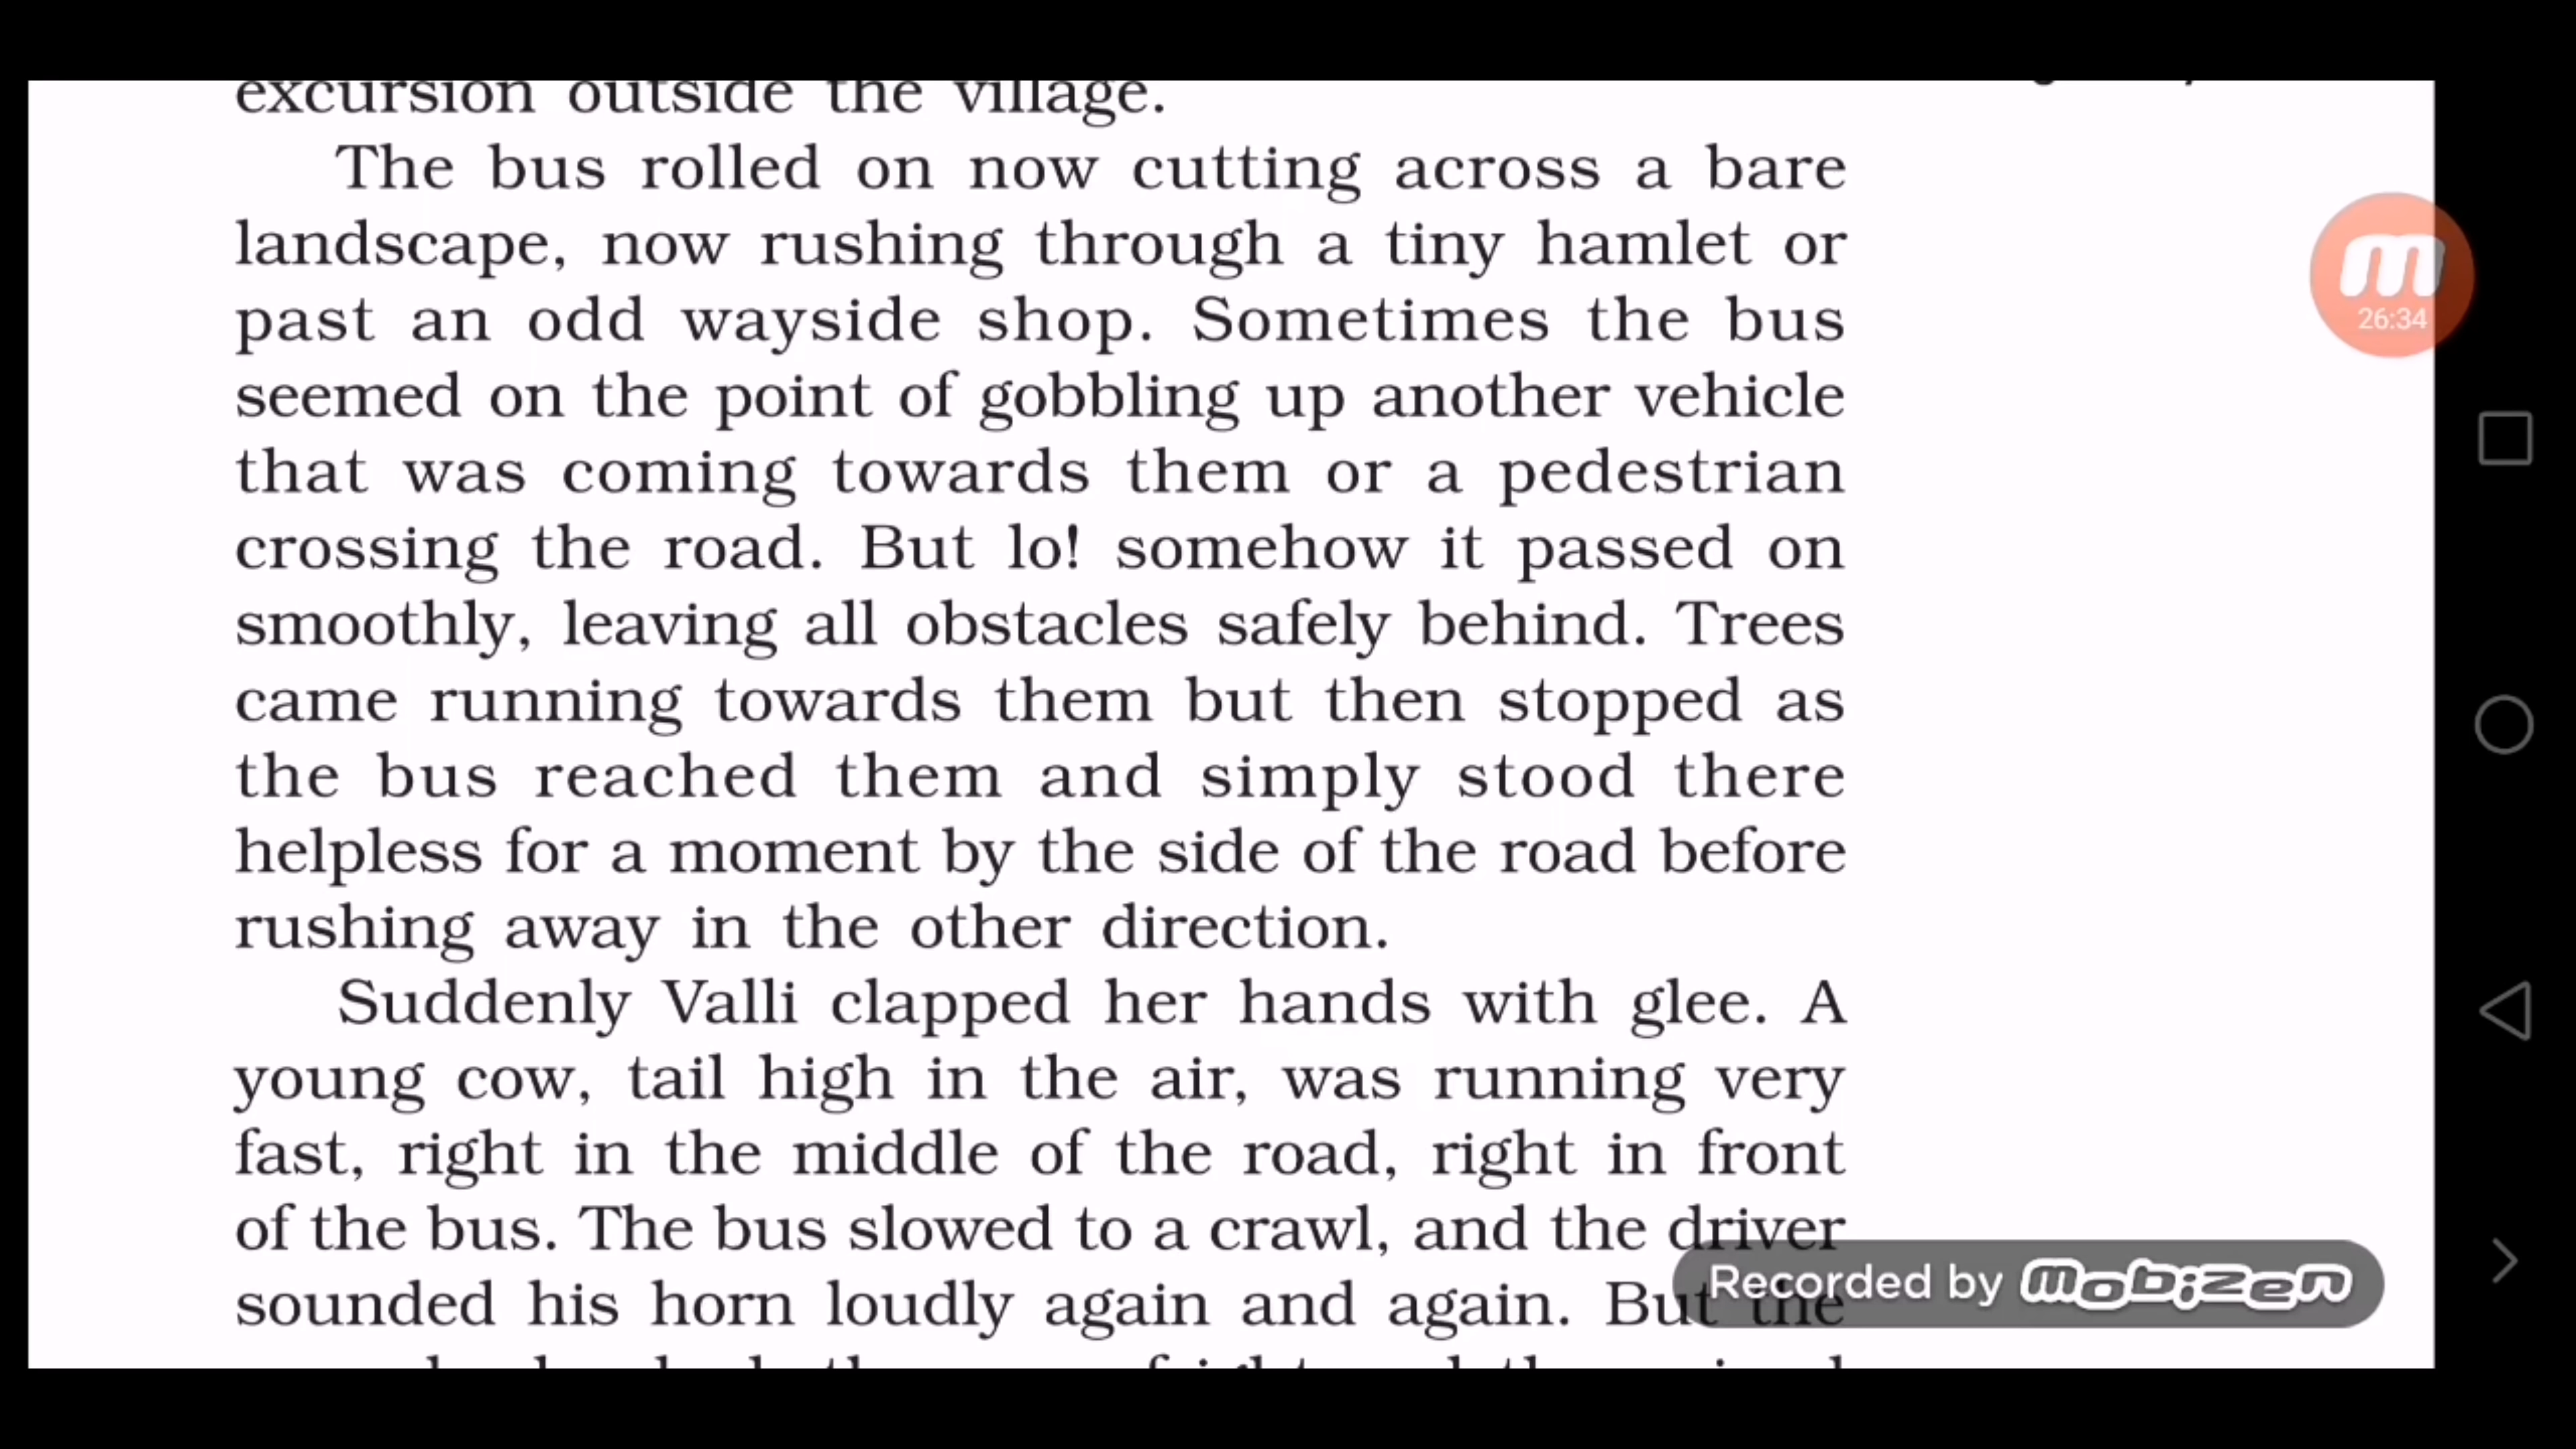 excursion outside the village.
The bus rolled on now cutting across a bare
landscape, now rushing through a tiny hamlet or
past an odd wayside shop. Sometimes the bus
seemed on the point of gobbling up another vehicle
that was coming towards them or a pedestrian
crossing the road. But lo! somehow it passed on
smoothly, leaving all obstacles safely behind. Trees
came running towards them but then stopped as
the bus reached them and simply stood there
helpless for a moment by the side of the road before
rushing away in the other direction.
Suddenly Valli clapped her hands with glee. A
young cow, tail high in the air, was running very
fast, right in the middle of the road, right in front
of the bus. The bus slowed to a crawl, and the driver
sounded his horn loudly again and again. But the
26:34
Recorded by mobizen